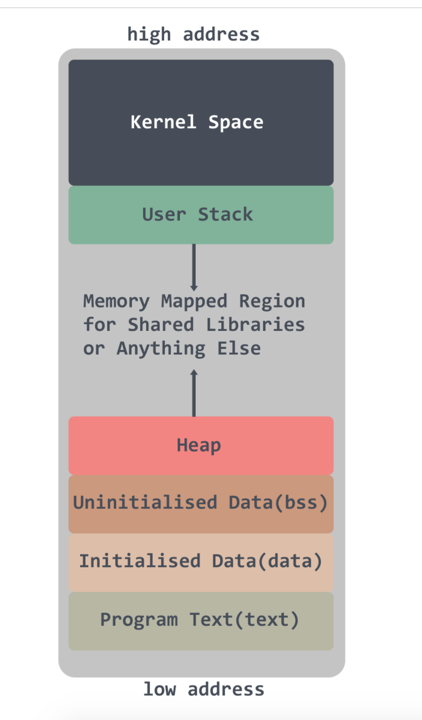 high address
Kernel Space
User Stack
Memory Mapped Region
for Shared Libraries
or Anything Else
Heap
Uninitialised Data(bss)
Initialised Data(data)
Program Text(text)
low address